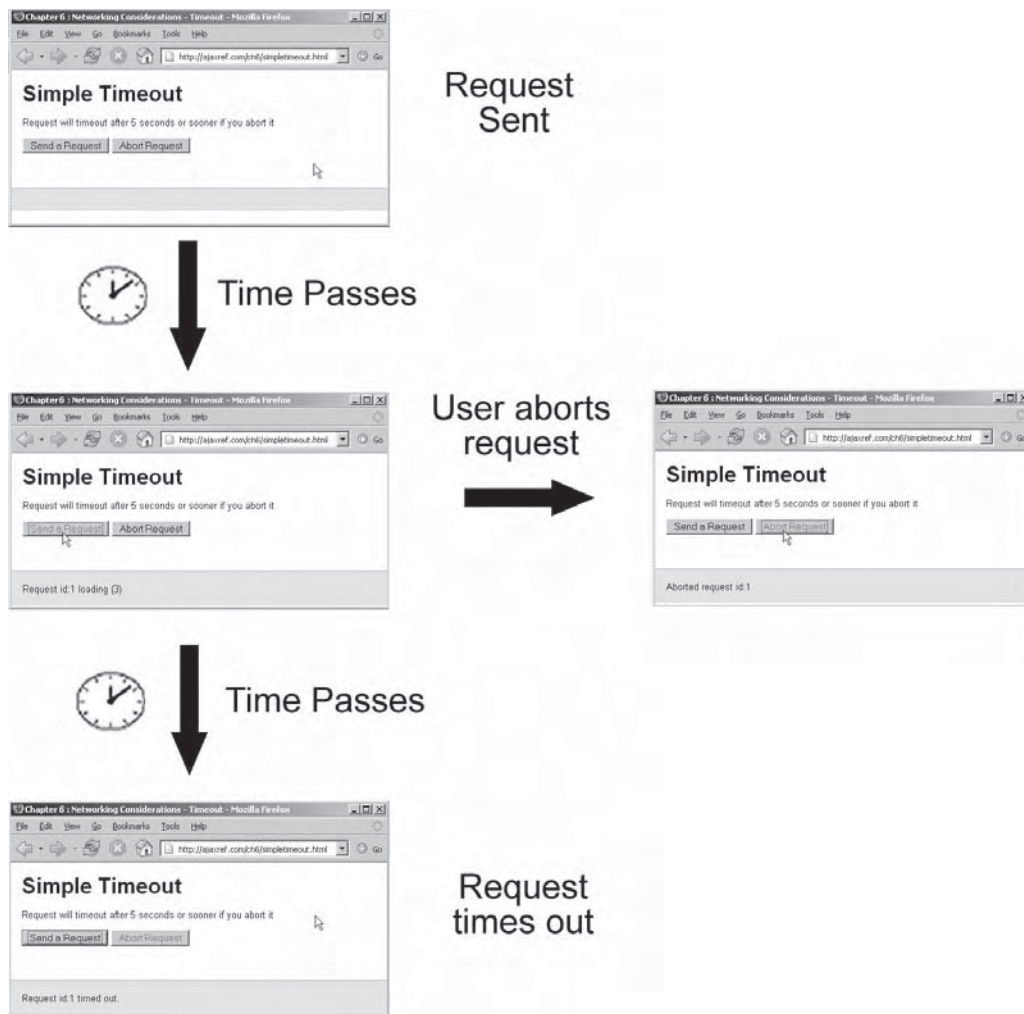 Chapter 6 : Networking Considerations - Timeout - Mozilla Firefox
File Edit View Go Bookmarks Tools Help
http://ajaxref.com/ch6/simpletimeout.html Go
Simple Timeout
Request will timeout after 5 seconds or sooner if you abort it
Send a Request Abort Request
Request
Sent
Time Passes
Chapter 6 : Networking Considerations - Timeout - Mozilla Firefox
File Edit View Go Bookmarks Tools Help
http://ajaxref.com/ch6/simpletimeout.html Go
Simple Timeout
Request will timeout after 5 seconds or sooner if you abort it
Send a Request Abort Request
Request id:1 loading (3)
User aborts
request
Chapter 6 : Networking Considerations - Timeout - Mozilla Firefox
File Edit View Go Bookmarks Tools Help
http://ajaxref.com/ch6/simpletimeout.html Go
Simple Timeout
Request will timeout after 5 seconds or sooner if you abort it
Send a Request Abort Request
Aborted request id:1
Time Passes
Chapter 6 : Networking Considerations - Timeout - Mozilla Firefox
File Edit View Go Bookmarks Tools Help
http://ajaxref.com/ch6/simpletimeout.html Go
Simple Timeout
Request will timeout after 5 seconds or sooner if you abort it
Send a Request Abort Request
Request id:1 timed out.
Request
times out